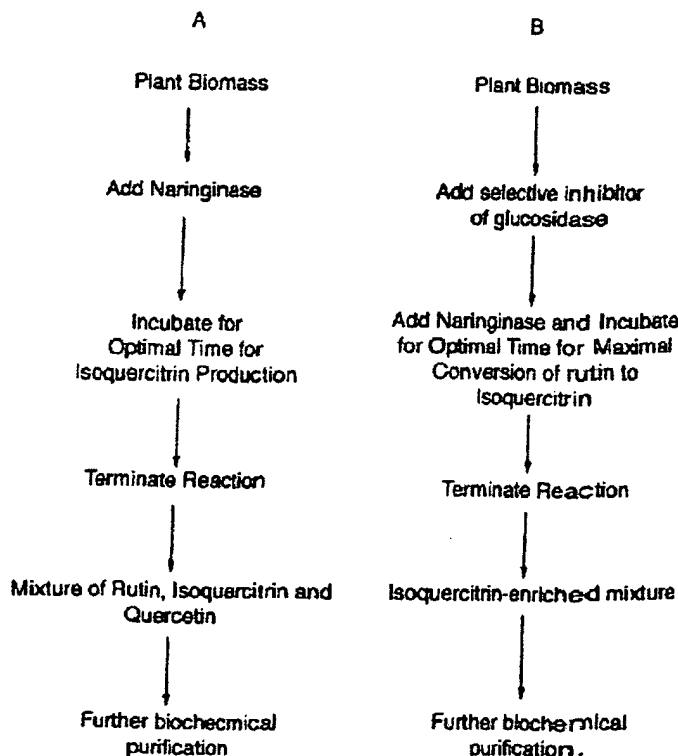 A
Plant Biomass
Add Naringinase
Incubate for
Optimal Time for
Isoquercitrin Production
Terminate Reaction
Mixture of Rutin, Isoquercitrin and
Quercetin
Further biochecmical
purification
B
Plant Biomass
Add selective inhibitor
of glucosidase
Add Naringinase and Incubate
for Optimal Time for Maximal
Conversion of rutin to
Isoquercitrin
Terminate Reaction
Isoquercitrin-enriched mixture
Further biochemical
purification.